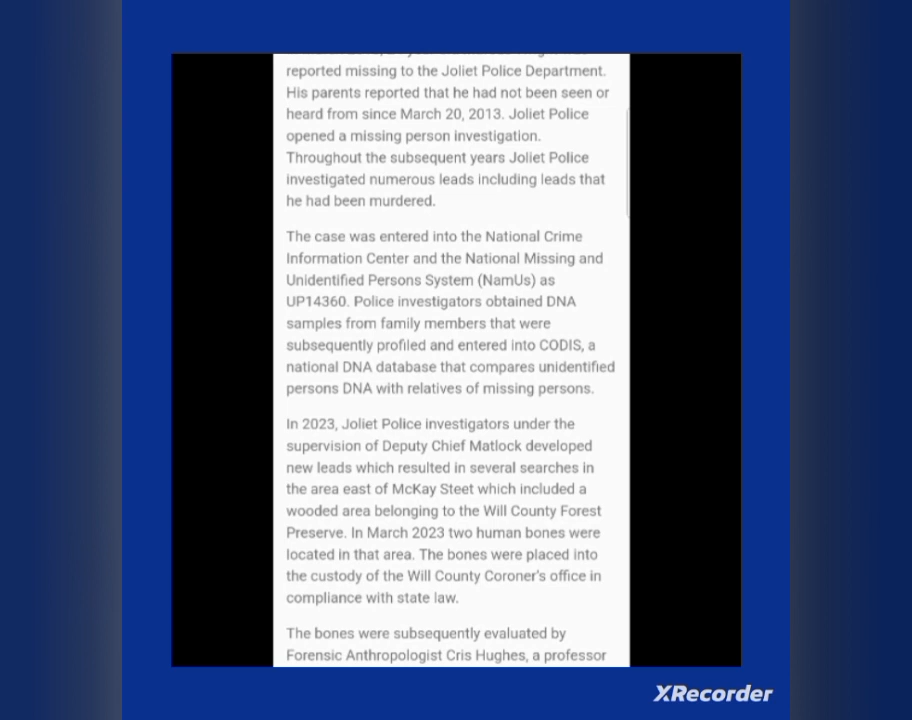 reported missing to the Joliet Police Department.
His parents reported that he had not been seen or
heard from since March 20, 2013. Joliet Police
opened a missing person investigation.
Throughout the subsequent years Joliet Police
investigated numerous leads including leads that
he had been murdered.
The case was entered into the National Crime
Information Center and the National Missing and
Unidentified Persons System (NamUs) as
UP14360. Police investigators obtained DNA
samples from family members that were
subsequently profiled and entered into CODIS, a
national DNA database that compares unidentified
persons DNA with relatives of missing persons.
In 2023, Joliet Police investigators under the
supervision of Deputy Chief Matlock developed
new leads which resulted in several searches in
the area east of McKay Steet which included a
wooded area belonging to the Will County Forest
Preserve. In March 2023 two human bones were
located in that area. The bones were placed into
the custody of the Will County Coroner's office in
compliance with state law.
The bones were subsequently evaluated by
Forensic Anthropologist Cris Hughes, a professor
XRecorder